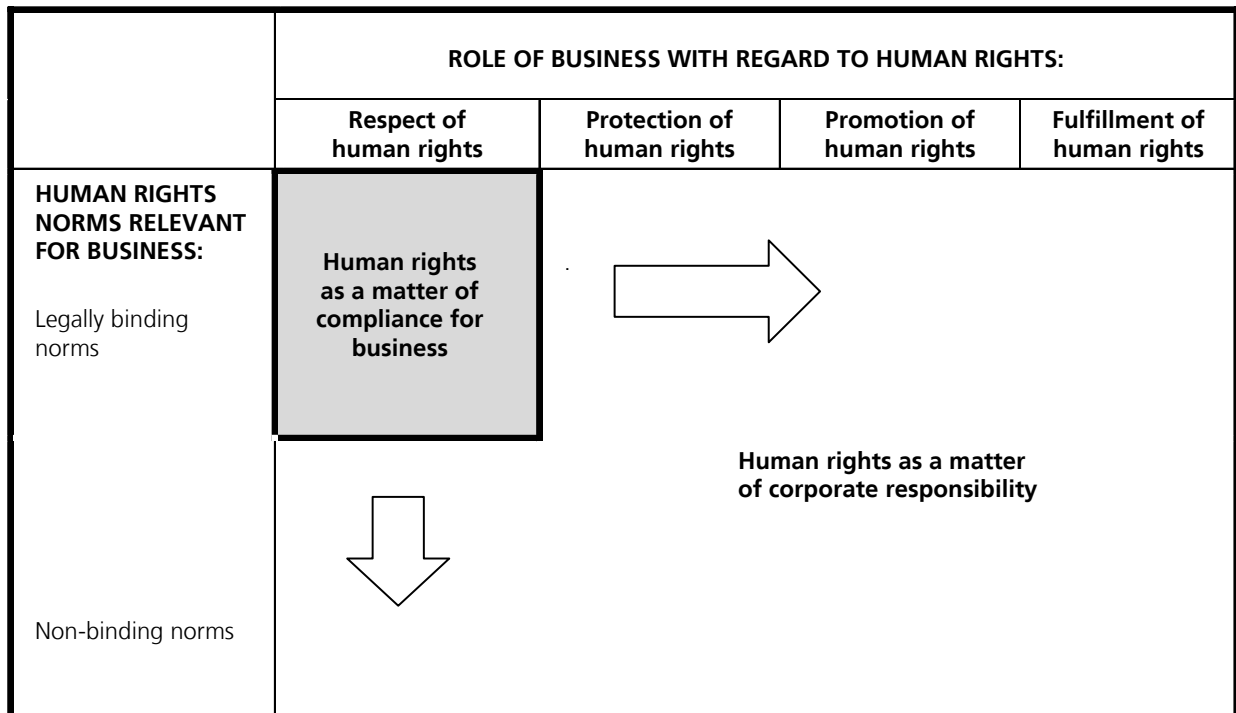 ROLE OF BUSINESS WITH REGARD TO HUMAN RIGHTS:
Respect of
human rights
Protection of
human rights
Promotion of
human rights
Fulfillment of
human rights
HUMAN RIGHTS
NORMS RELEVANT
FOR BUSINESS:
Legally binding
norms
Human rights
as a matter of
compliance for
business
.
Human rights as a matter
of corporate responsibility
Non-binding norms